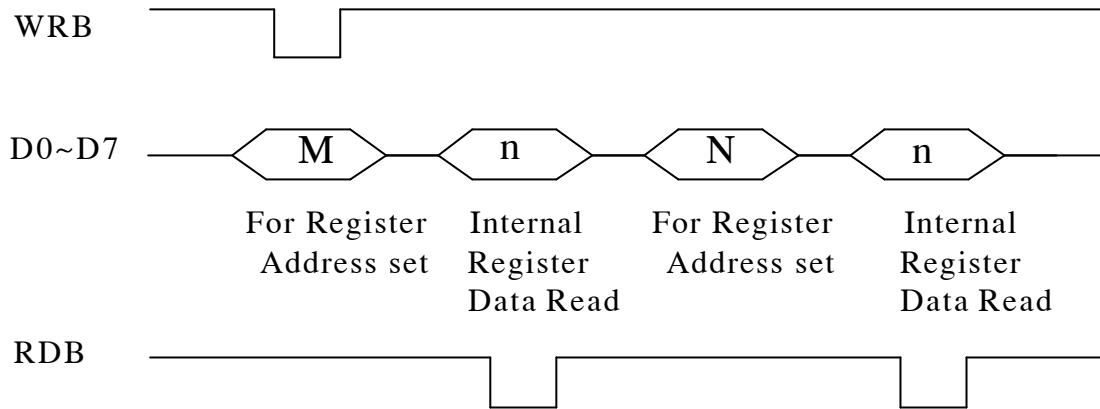 WRB
D0~D7
M
n
N
n
For Register
Address set
Internal
Register
Data Read
For Register
Address set
Internal
Register
Data Read
RDB